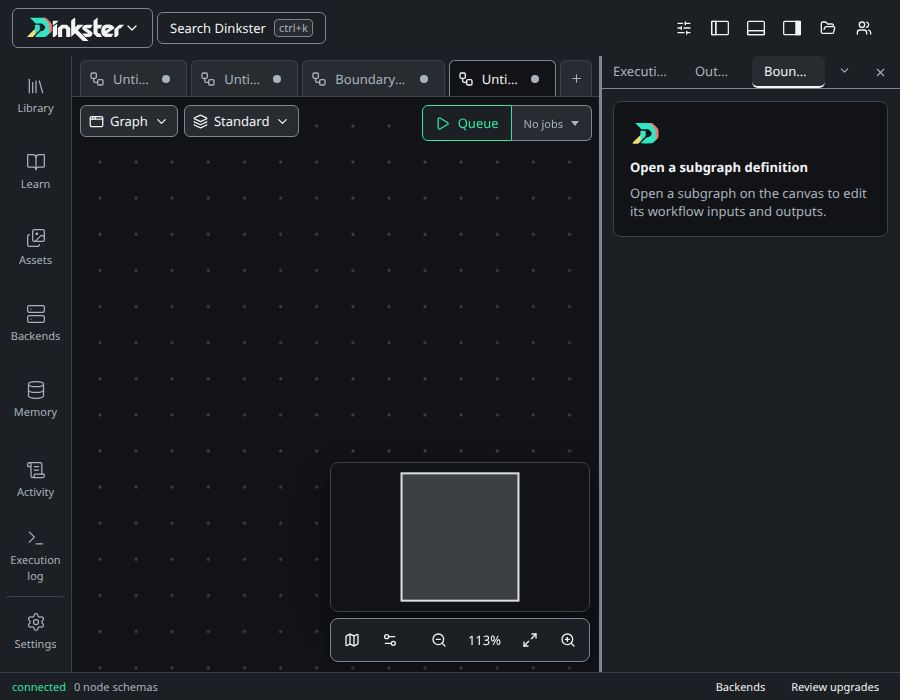 Dinkster
Search Dinkster ctrl+k
Library
Learn
Assets
Backends
Memory
Activity
Execution
log
Settings
Unti...
Unti...
Boundary...
Unti...
Graph
Standard
Queue
No jobs
113%
Executi...
Out...
Boun...
Open a subgraph definition
Open a subgraph on the canvas to edit
its workflow inputs and outputs.
connected
0 node schemas
Backends
Review upgrades